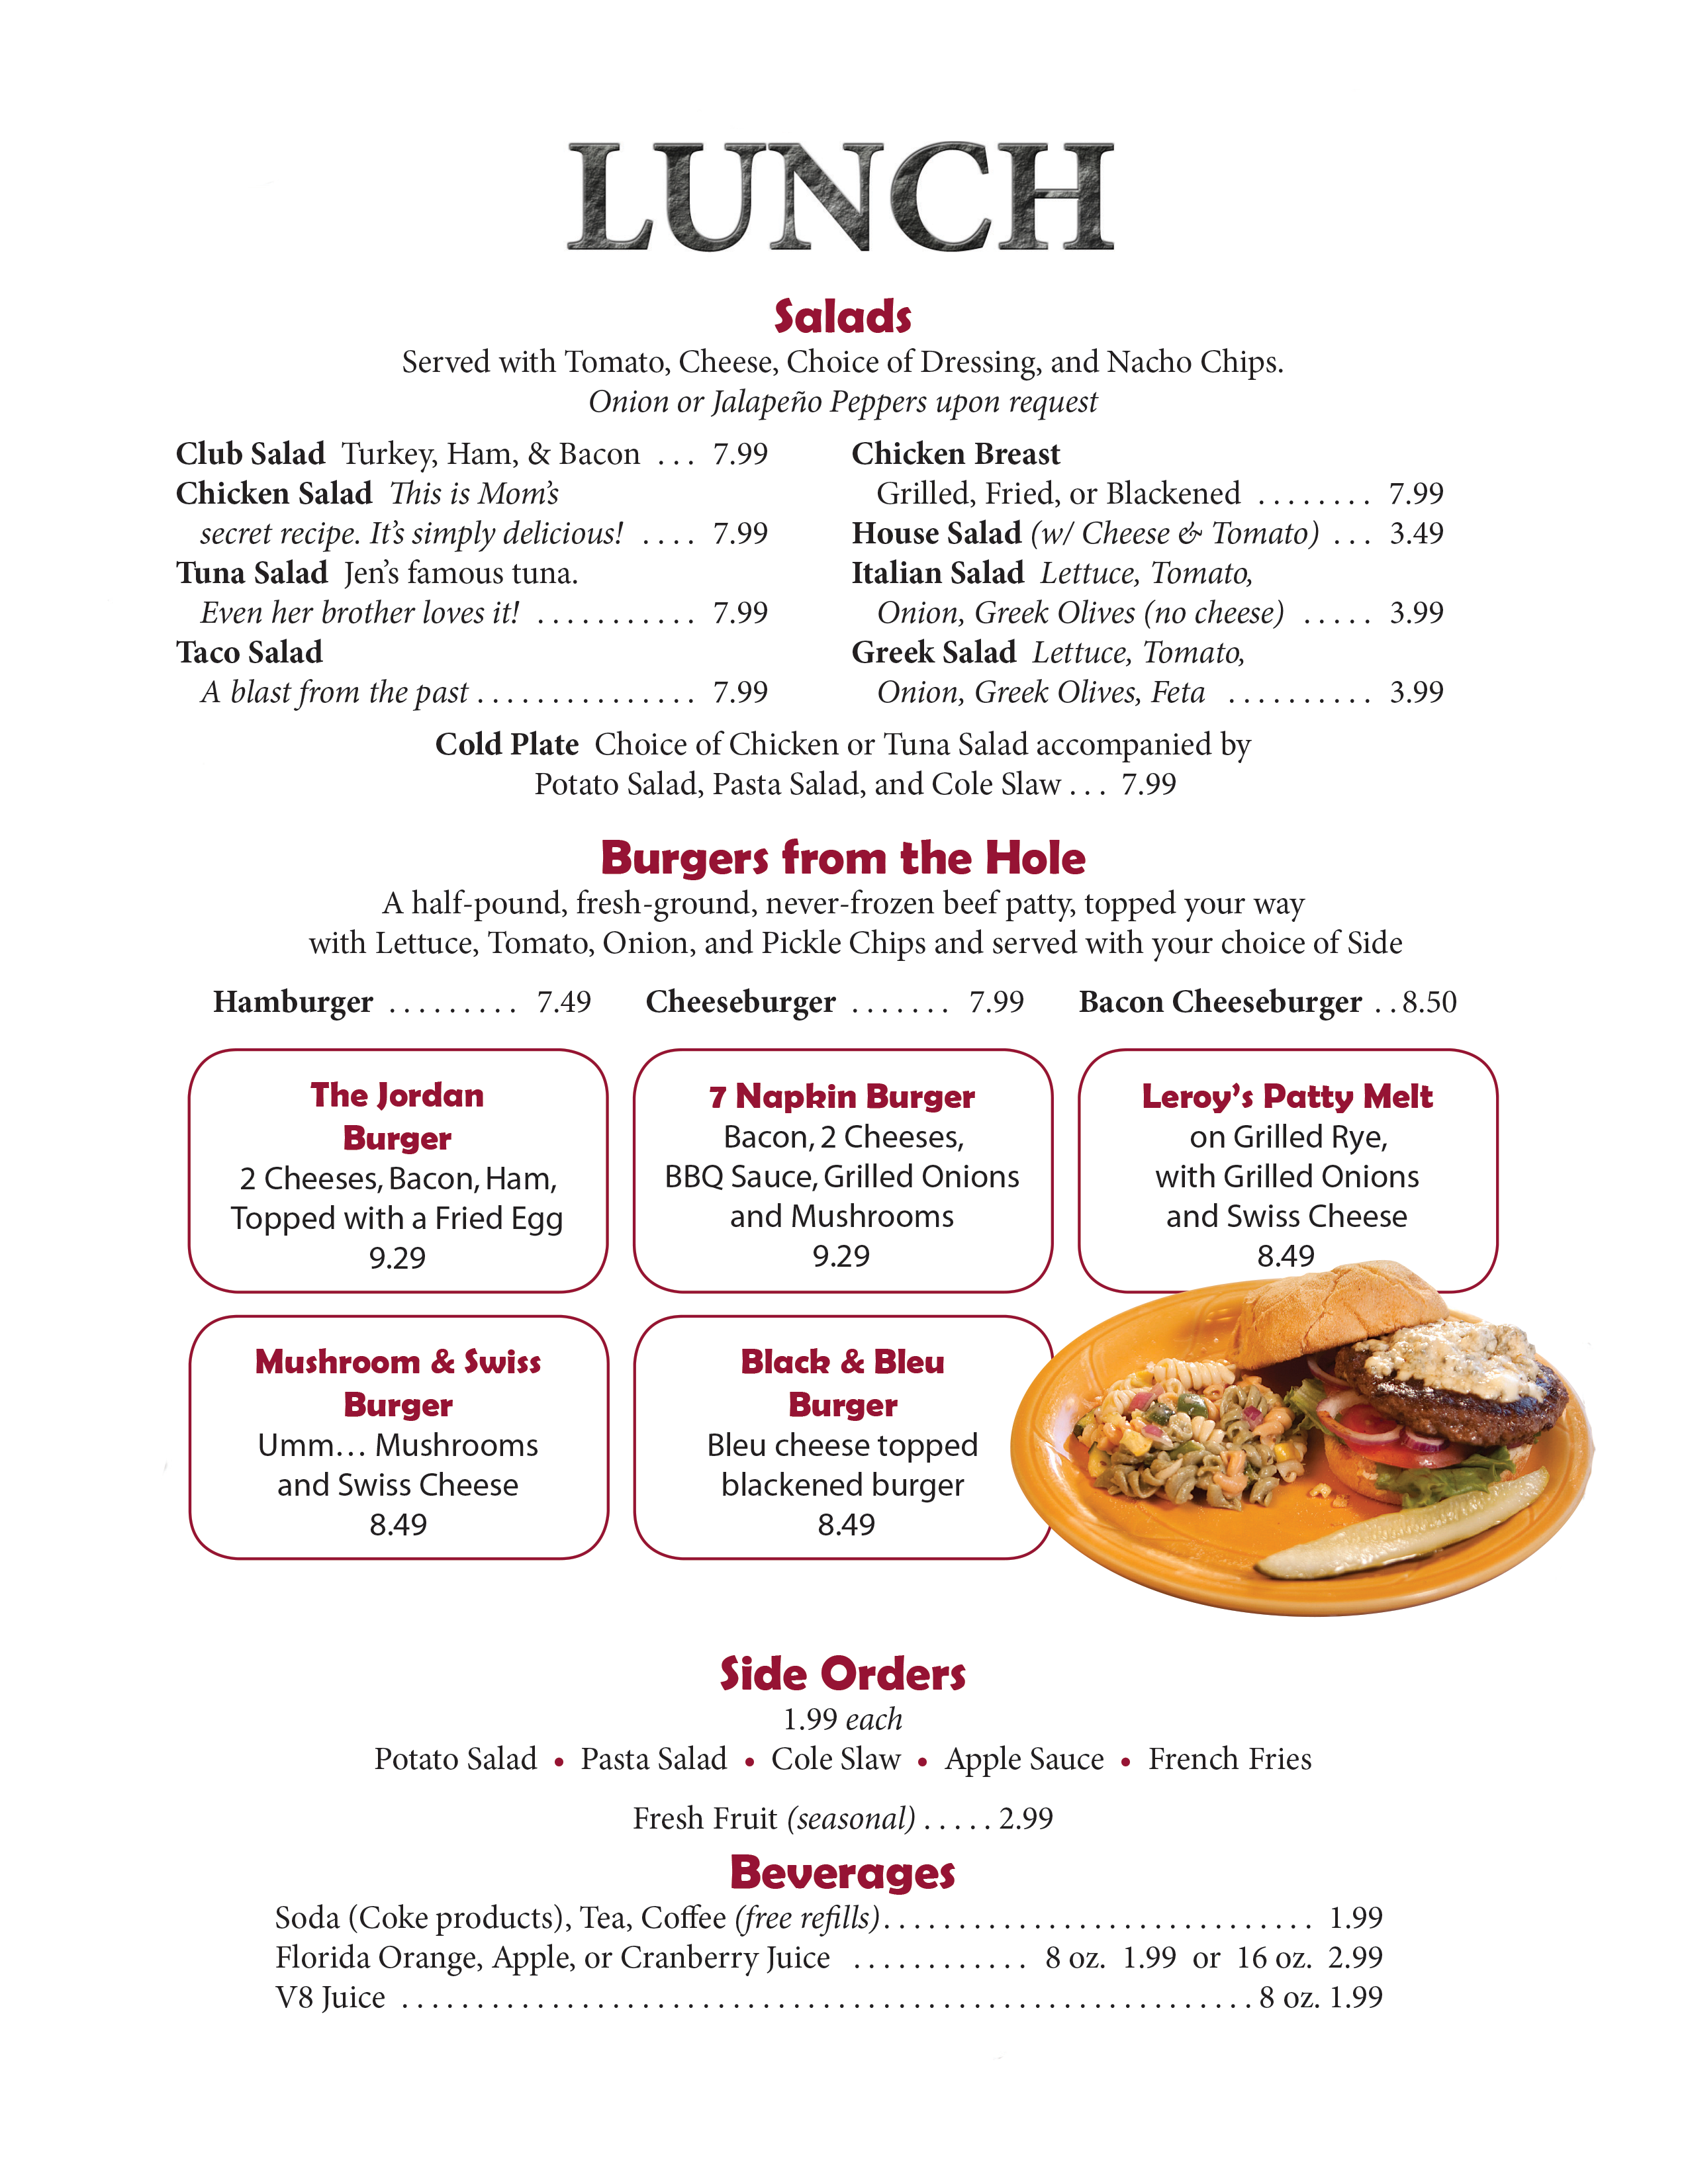 LUNCH
Salads
Served with Tomato, Cheese, Choice of Dressing, and Nacho Chips.
Onion or Jalapeño Peppers upon request
Club Salad Turkey, Ham, & Bacon ... 7.99
Chicken Salad This is Mom's
secret recipe. It's simply delicious! .... 7.99
Tuna Salad Jen's famous tuna.
Even her brother loves it! ........... 7.99
Taco Salad
A blast from the past ............... 7.99
Chicken Breast
Grilled, Fried, or Blackened ........ 7.99
House Salad (w/ Cheese & Tomato) ... 3.49
Italian Salad Lettuce, Tomato,
Onion, Greek Olives (no cheese) ..... 3.99
Greek Salad Lettuce, Tomato,
Onion, Greek Olives, Feta .......... 3.99
Cold Plate Choice of Chicken or Tuna Salad accompanied by
Potato Salad, Pasta Salad, and Cole Slaw ... 7.99
Burgers from the Hole
A half-pound, fresh-ground, never-frozen beef patty, topped your way
with Lettuce, Tomato, Onion, and Pickle Chips and served with your choice of Side
Hamburger ......... 7.49 Cheeseburger ....... 7.99 Bacon Cheeseburger .. 8.50
The Jordan
Burger
2 Cheeses, Bacon, Ham,
Topped with a Fried Egg
9.29
7 Napkin Burger
Bacon, 2 Cheeses,
BBQ Sauce, Grilled Onions
and Mushrooms
9.29
Leroy's Patty Melt
on Grilled Rye,
with Grilled Onions
and Swiss Cheese
8.49
Mushroom & Swiss
Burger
Umm... Mushrooms
and Swiss Cheese
8.49
Black & Bleu
Burger
Bleu cheese topped
blackened burger
8.49
Side Orders
1.99 each
Potato Salad • Pasta Salad • Cole Slaw • Apple Sauce • French Fries
Fresh Fruit (seasonal) ..... 2.99
Beverages
Soda (Coke products), Tea, Coffee (free refills) ............................. 1.99
Florida Orange, Apple, or Cranberry Juice ............ 8 oz. 1.99 or 16 oz. 2.99
V8 Juice ......................................................... 8 oz. 1.99